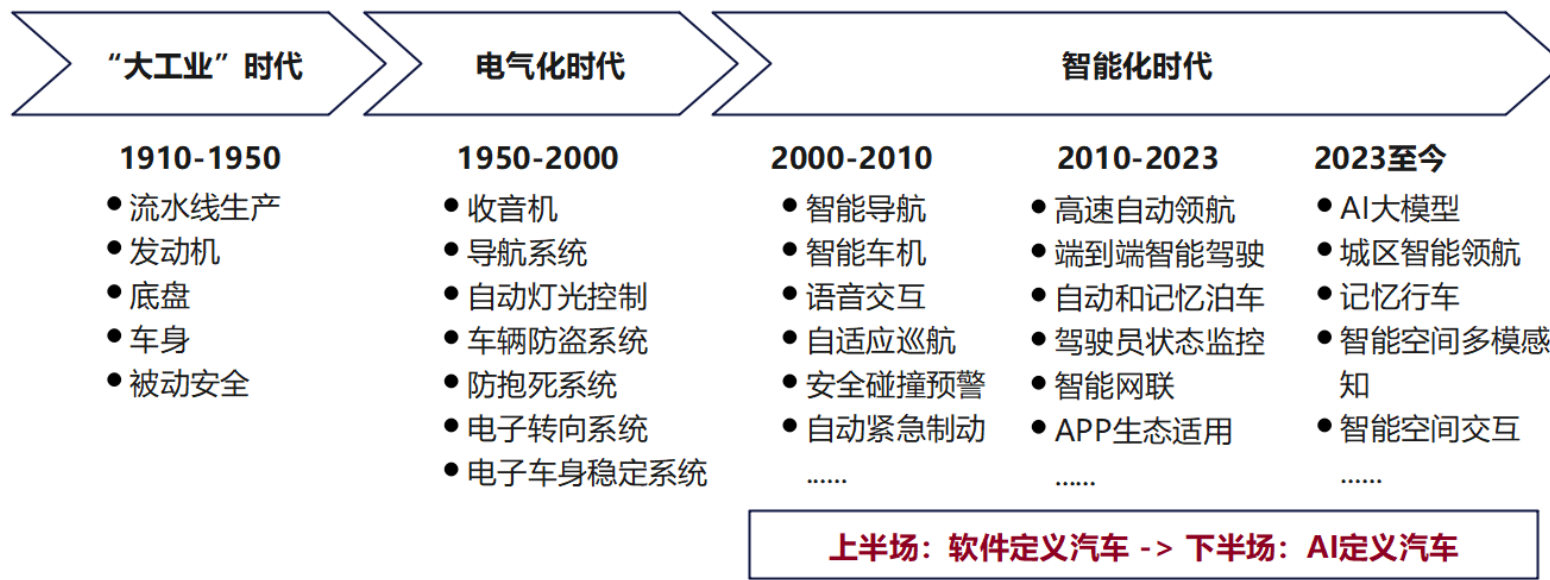 “大工业”时代
电气化时代
智能化时代
1910-1950
● 流水线生产
● 发动机
● 底盘
● 车身
● 被动安全
1950-2000
● 收音机
● 导航系统
● 自动灯光控制
● 车辆防盗系统
● 防抱死系统
● 电子转向系统
● 电子车身稳定系统
2000-2010
● 智能导航
● 智能车机
● 语音交互
● 自适应巡航
● 安全碰撞预警
● 自动紧急制动
……
2010-2023
● 高速自动领航
● 端到端智能驾驶
● 自动和记忆泊车
● 驾驶员状态监控
● 智能网联
● APP生态适用
……
2023至今
● AI大模型
● 城区智能领航
● 记忆行车
● 智能空间多模感
知
● 智能空间交互
……
上半场：软件定义汽车 -> 下半场：AI定义汽车